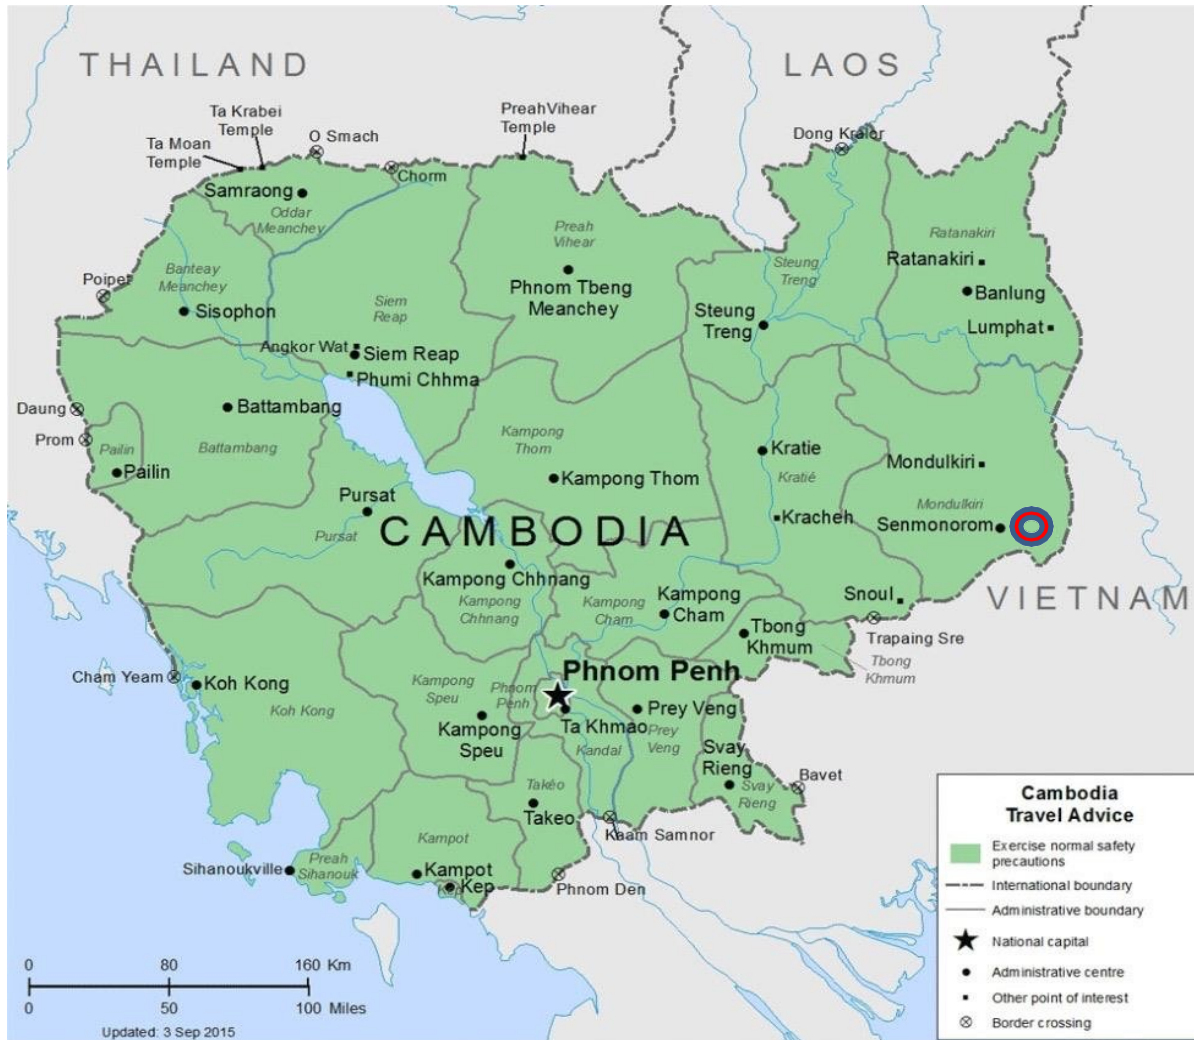 THAILAND
LAOS
Ta Krabei
Temple
O Smach
Preah Vihear
Temple
Ta Moan
Temple
Dong Kralor
Chorm
Samraong
Oddar
Meanchey
Preah
Vihear
Ratanakiri
Ratanakiri
Banteay
Meanchey
Steung
Treng
Poipet
Phnom Tbeng
Meanchey
Banlung
Siem
Reap
Sisophon
Steung
Treng
Lumphat
Angkor Wat
Siem Reap
Phumi Chhma
Daung
Battambang
Prom
Pailin
Battambang
Kampong
Thom
Kratie
Pailin
Kampong Thom
Kratié
Mondulkiri
Pursat
Mondulkiri
Kracheh
Senmonorom
CAMBODIA
Pursat
Kampong Chhnang
Kampong
Chhnang
Kampong
Cham
Kampong
Cham
Snoul
VIETNAM
Tbong
Khmum
Trapaing Sre
Tbong
Khmum
Phnom Penh
Cham Yeam
Koh Kong
Koh Kong
Kampong
Speu
Phnom
Penh
Kampong
Speu
Ta Khmao
Prey Veng
Prey
Veng
Kandal
Svay
Rieng
Svay
Rieng
Bavet
Takéo
Takeo
Kaam Samnor
Kampot
Sihanoukville
Preah
Sihanouk
Kampot
Kep
Kep
Phnom Den
Cambodia
Travel Advice
Exercise normal safety
precautions
International boundary
Administrative boundary
National capital
Administrative centre
Other point of interest
Border crossing
0 80 160 Km
0 50 100 Miles
Updated: 3 Sep 2015